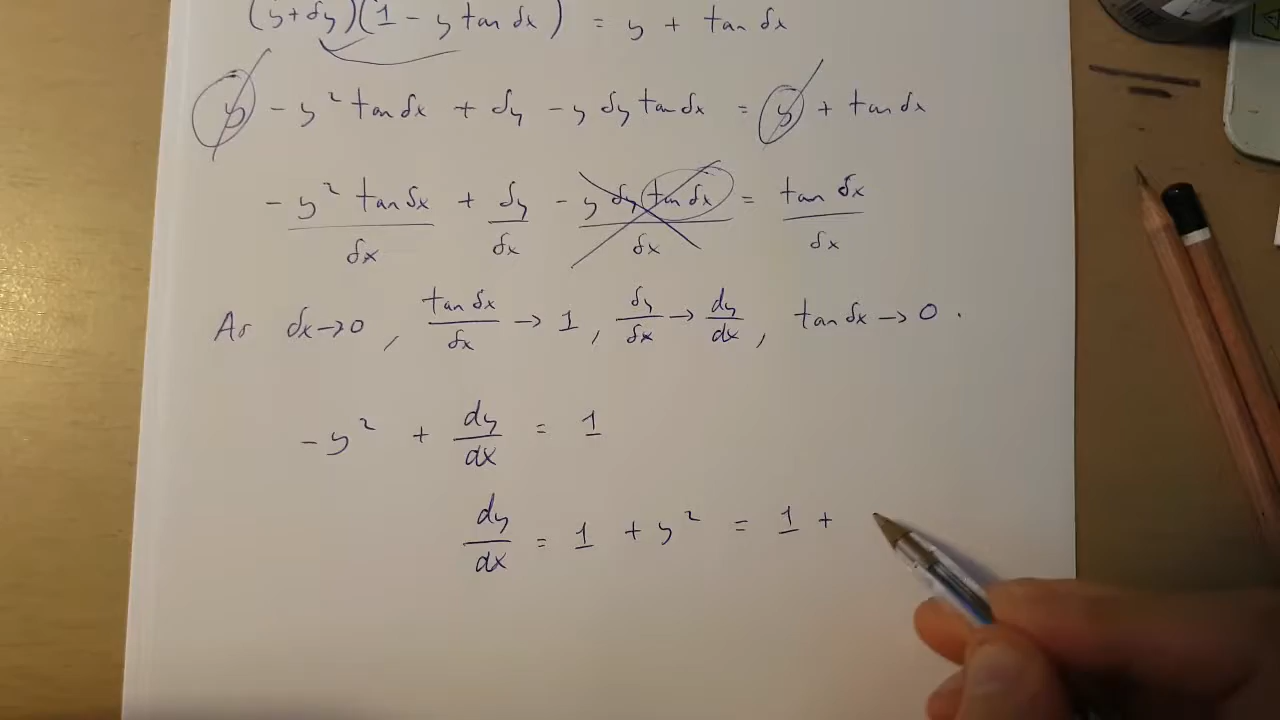 (y+δy)(1 - y tan δx) = y + tan δx
y - y² tan δx + δy - y δy tan δx = y + tan δx
- y² tan δx / δx + δy / δx - y δy tan δx / δx = tan δx / δx
As δx → 0, tan δx / δx → 1, δy / δx → dy / dx, tan δx → 0.
- y² + dy / dx = 1
dy / dx = 1 + y² = 1 +